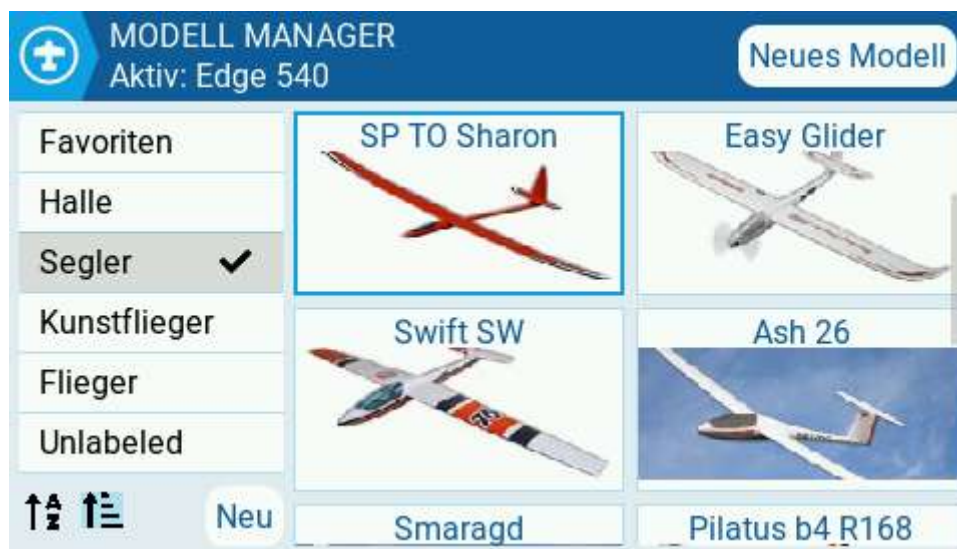 MODELL MANAGER
Aktiv: Edge 540
Neues Modell
Favoriten
Halle
Segler
Kunstflieger
Flieger
Unlabeled
Neu
SP TO Sharon
Easy Glider
Swift SW
Ash 26
Smaragd
Pilatus b4 R168